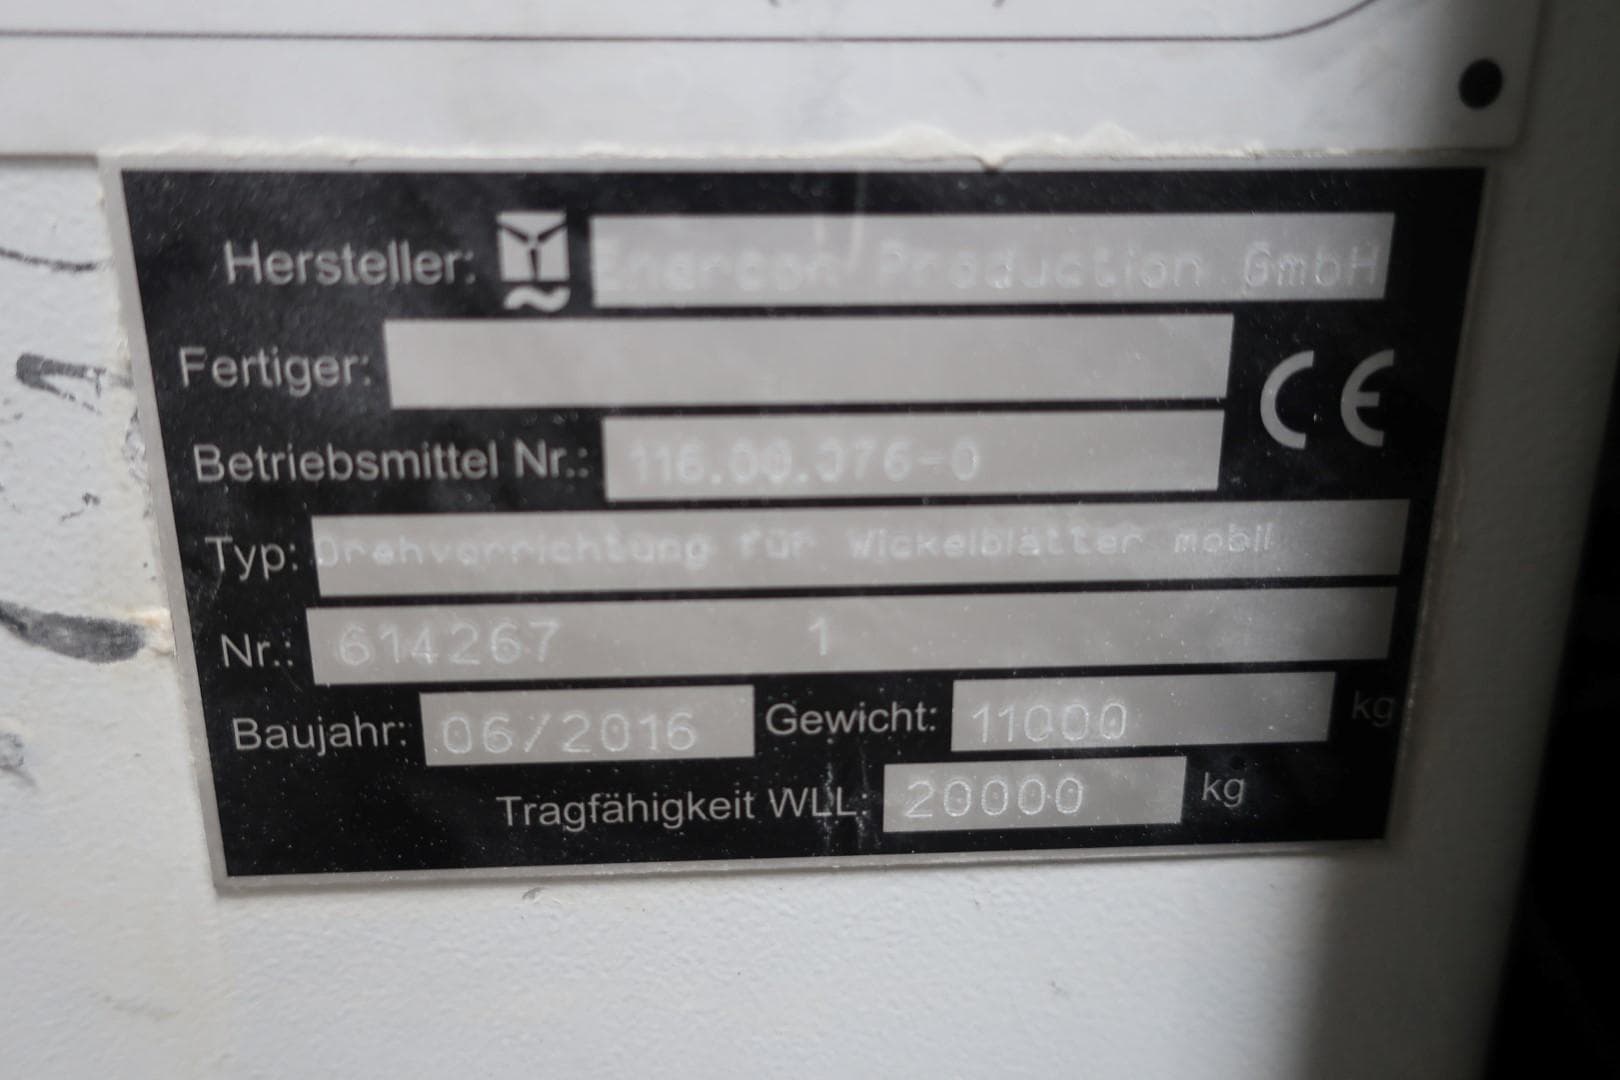 Hersteller: Enercon Production GmbH
Fertiger:
CE
Betriebsmittel Nr.: 116.00.076-0
Typ: Drehvorrichtung für Wickelblätter mobil
Nr.: 614267 1
Baujahr: 06/2016 Gewicht: 11000 kg
Tragfähigkeit WLL: 20000 kg